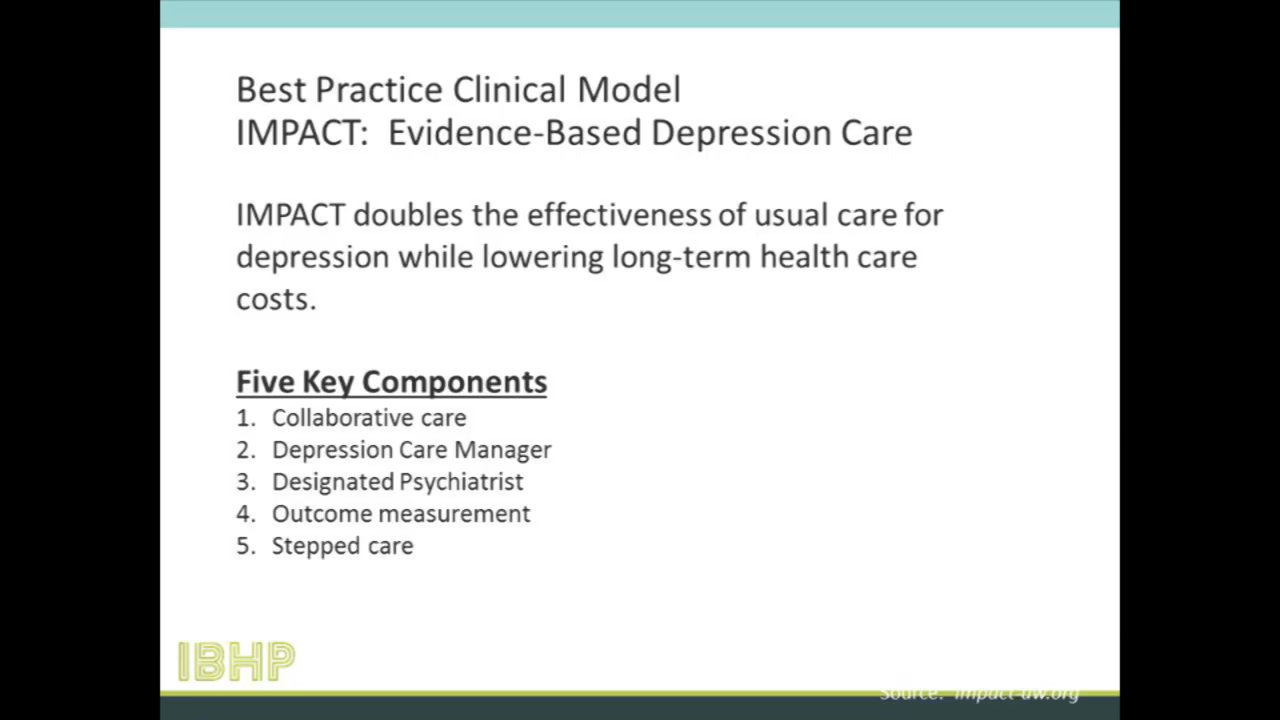 Best Practice Clinical Model
IMPACT: Evidence-Based Depression Care
IMPACT doubles the effectiveness of usual care for
depression while lowering long-term health care
costs.
Five Key Components
1. Collaborative care
2. Depression Care Manager
3. Designated Psychiatrist
4. Outcome measurement
5. Stepped care
IBHP
Source: impact-uw.org